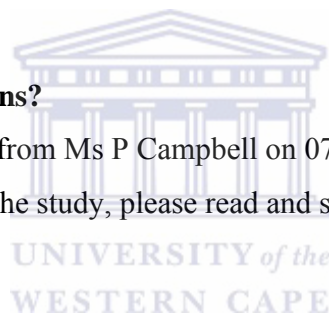 ns?
from Ms P Campbell on 07
he study, please read and s
UNIVERSITY of the
WESTERN CAPE